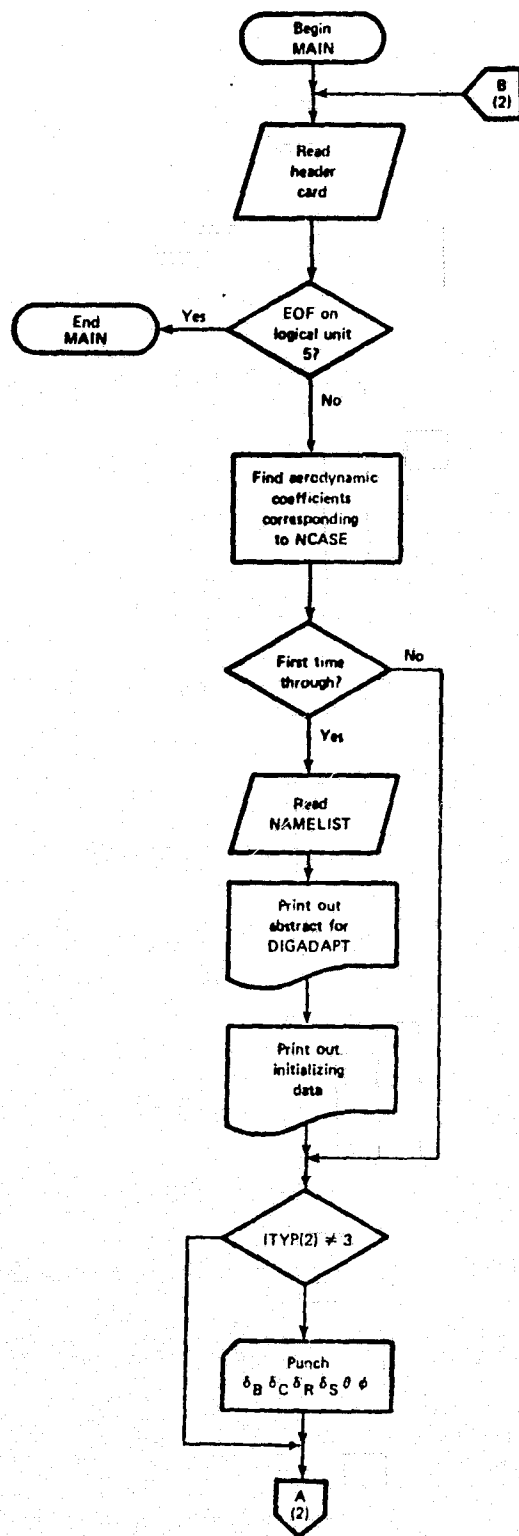 Begin
MAIN
B
(2)
Read
header
card
End
MAIN
Yes
EOF on
logical unit
5?
No
Find aerodynamic
coefficients
corresponding
to NCASE
First time
through?
No
Yes
Read
NAMELIST
Print out
abstract for
DIGADAPT
Print out
initializing
data
ITYP(2) ≠ 3
Punch
δB δC δR δS θ φ
A
(2)